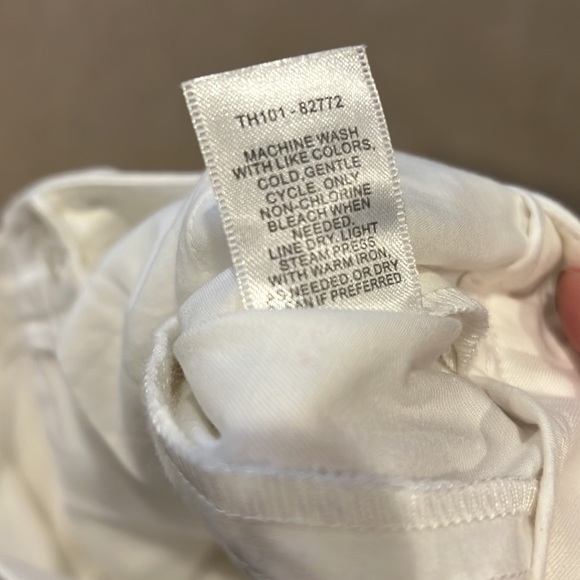 TH101 - 82772
MACHINE WASH
WITH LIKE COLORS,
COLD, GENTLE
CYCLE. ONLY
NON-CHLORINE
BLEACH WHEN
NEEDED.
LINE DRY. LIGHT
STEAM PRESS
WITH WARM IRON,
AS NEEDED. OR DRY
CLEAN IF PREFERRED